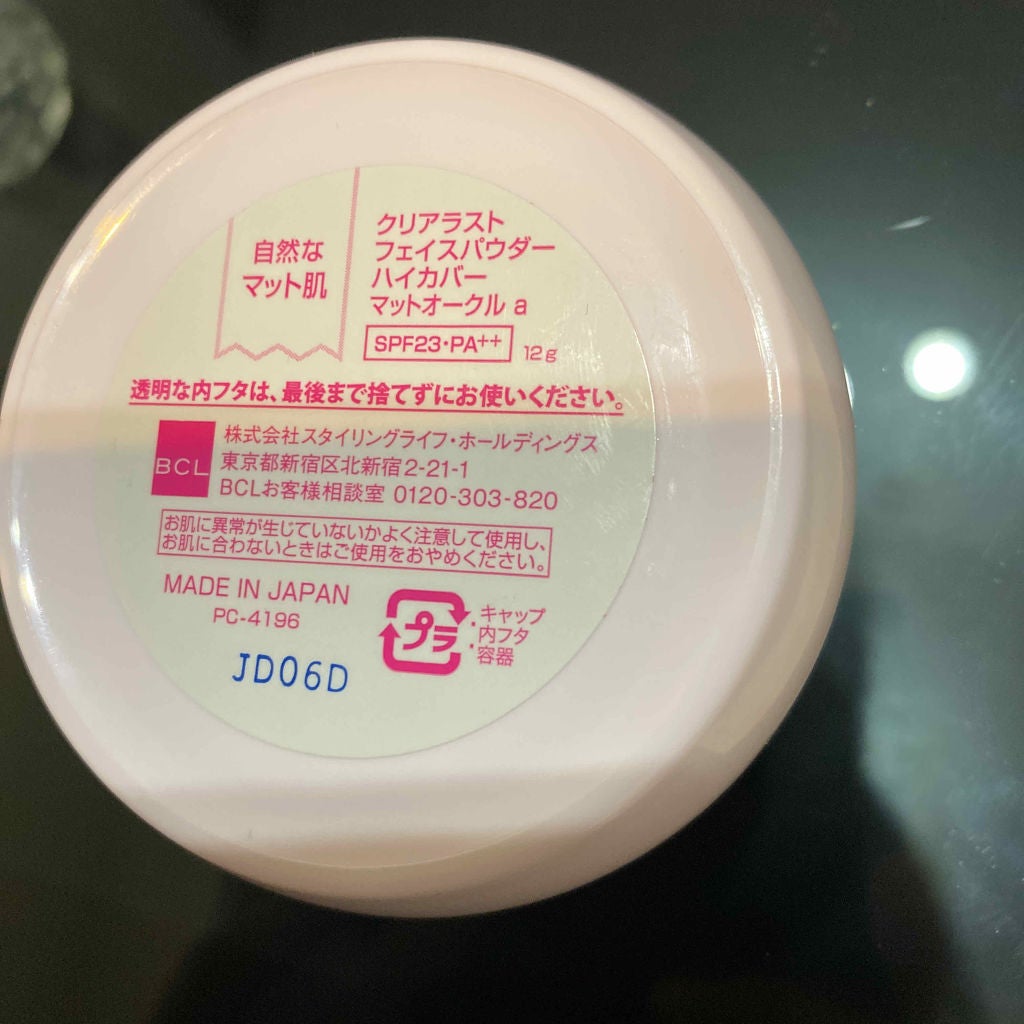 自然な
マット肌
クリアラスト
フェイスパウダー
ハイカバー
マットオークル a
SPF23・PA++ 12g
透明な内フタは、最後まで捨てずにお使いください。
BCL
株式会社スタイリングライフ・ホールディングス
東京都新宿区北新宿2-21-1
BCLお客様相談室 0120-303-820
お肌に異常が生じていないかよく注意して使用し、
お肌に合わないときはご使用をおやめください。
MADE IN JAPAN
PC-4196
プラ
・キャップ
内フタ
・容器
JD06D